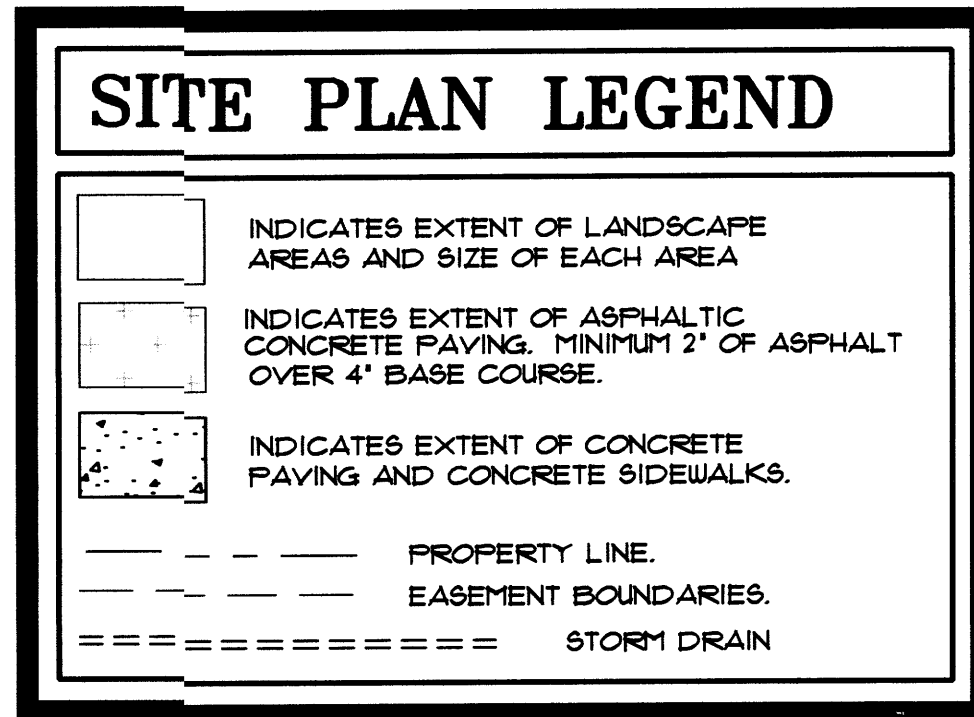 SITE PLAN LEGEND
INDICATES EXTENT OF LANDSCAPE
AREAS AND SIZE OF EACH AREA
INDICATES EXTENT OF ASPHALTIC
CONCRETE PAVING. MINIMUM 2" OF ASPHALT
OVER 4" BASE COURSE.
INDICATES EXTENT OF CONCRETE
PAVING AND CONCRETE SIDEWALKS.
PROPERTY LINE.
EASEMENT BOUNDARIES.
STORM DRAIN